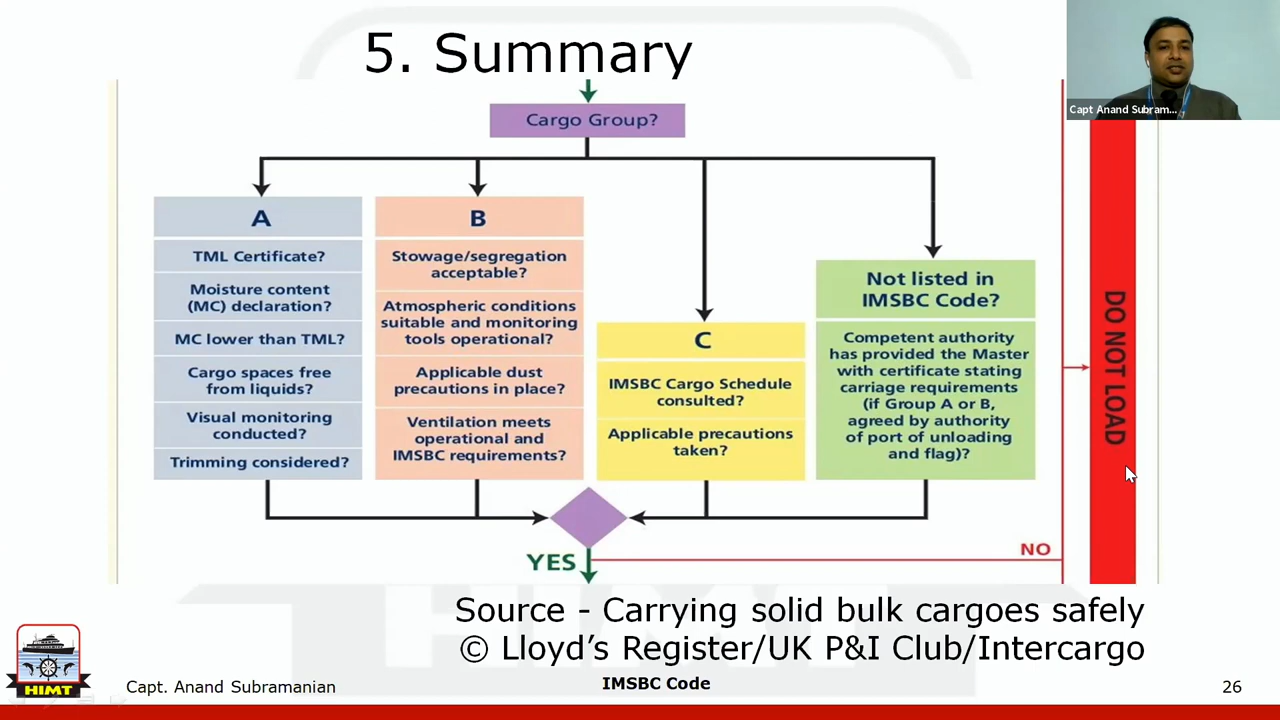 5. Summary
Capt Anand Subram...
Cargo Group?
A
TML Certificate?
Moisture content
(MC) declaration?
MC lower than TML?
Cargo spaces free
from liquids?
Visual monitoring
conducted?
Trimming considered?
B
Stowage/segregation
acceptable?
Atmospheric conditions
suitable and monitoring
tools operational?
Applicable dust
precautions in place?
Ventilation meets
operational and
IMSBC requirements?
C
IMSBC Cargo Schedule
consulted?
Applicable precautions
taken?
Not listed in
IMSBC Code?
Competent authority
has provided the Master
with certificate stating
carriage requirements
(if Group A or B,
agreed by authority
of port of unloading
and flag)?
DO NOT LOAD
YES
NO
Source - Carrying solid bulk cargoes safely
© Lloyd’s Register/UK P&I Club/Intercargo
HIMT
Capt. Anand Subramanian
IMSBC Code
26